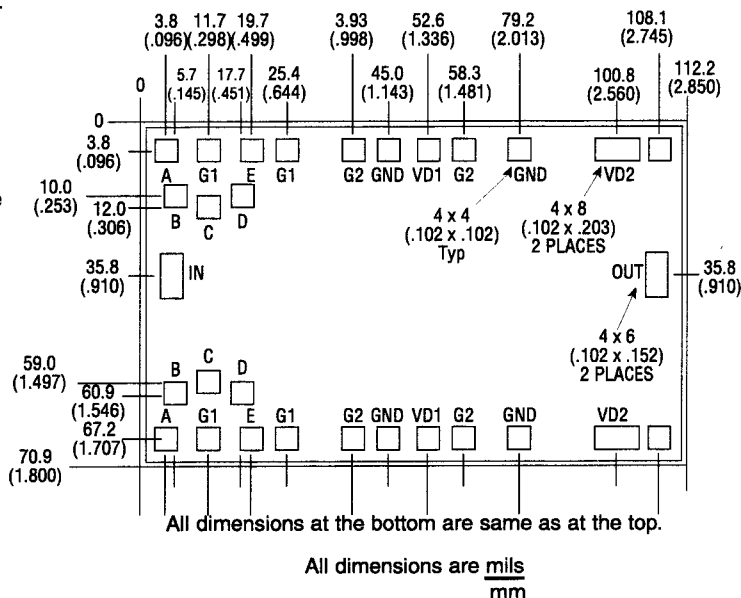 3.8 11.7 19.7 3.93 52.6 79.2 108.1
(.096) (.298) (.499) (.998) (1.336) (2.013) (2.745)
5.7 17.7 25.4 45.0 58.3 100.8 112.2
(.145) (.451) (.644) (1.143) (1.481) (2.560) (2.850)
0
0
3.8
(.096)
A G1 E G1 G2 GND VD1 G2 GND VD2
10.0
(.253)
12.0
(.306)
B C D
4 x 4
(.102 x .102)
Typ
4 x 8
(.102 x .203)
2 PLACES
35.8
(.910)
IN
OUT
35.8
(.910)
4 x 6
(.102 x .152)
2 PLACES
59.0
(1.497)
B C D
60.9
(1.546)
A G1 E G1 G2 GND VD1 G2 GND VD2
67.2
(1.707)
70.9
(1.800)
All dimensions at the bottom are same as at the top.
All dimensions are mils
mm